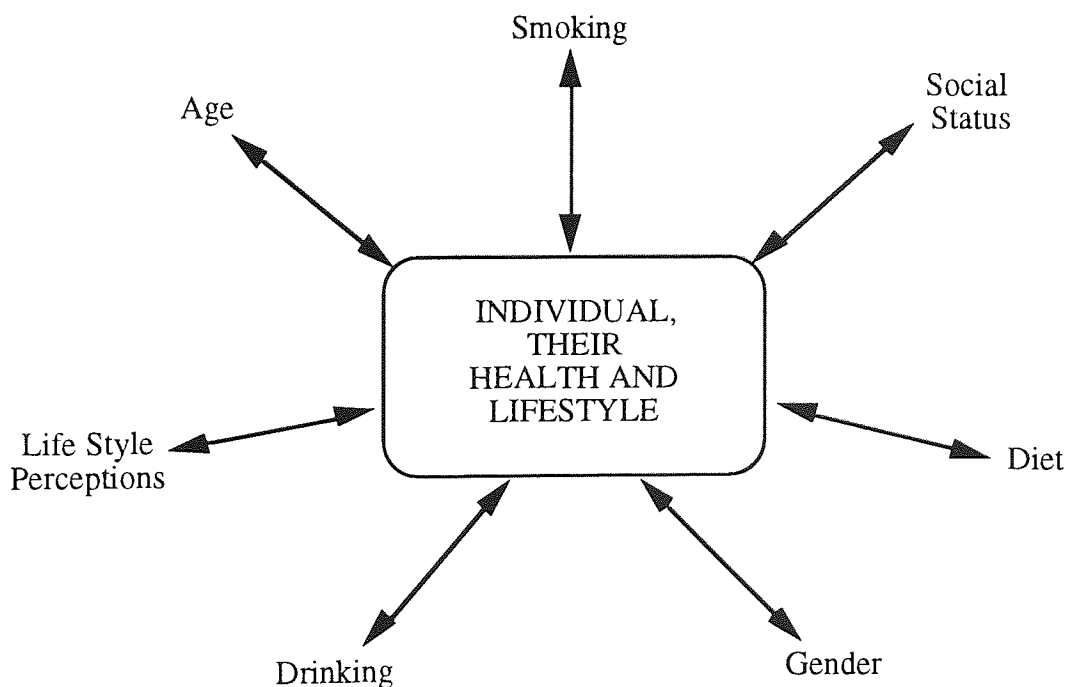 Smoking
Age
Social
Status
INDIVIDUAL,
THEIR
HEALTH AND
LIFESTYLE
Life Style
Perceptions
Diet
Drinking
Gender